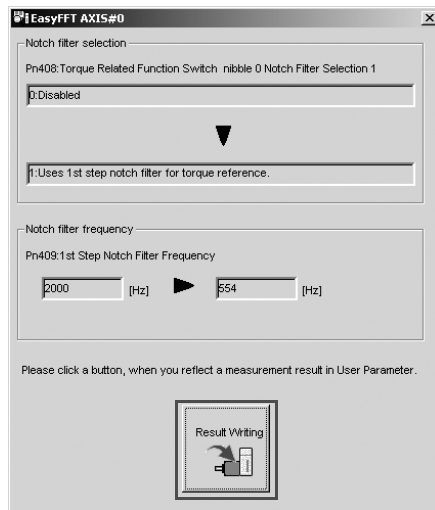 EasyFFT AXIS#0
Notch filter selection
Pn408:Torque Related Function Switch nibble 0 Notch Filter Selection 1
0:Disabled
1:Uses 1st step notch filter for torque reference.
Notch filter frequency
Pn409:1st Step Notch Filter Frequency
2000 [Hz] 554 [Hz]
Please click a button, when you reflect a measurement result in User Parameter.
Result Writing